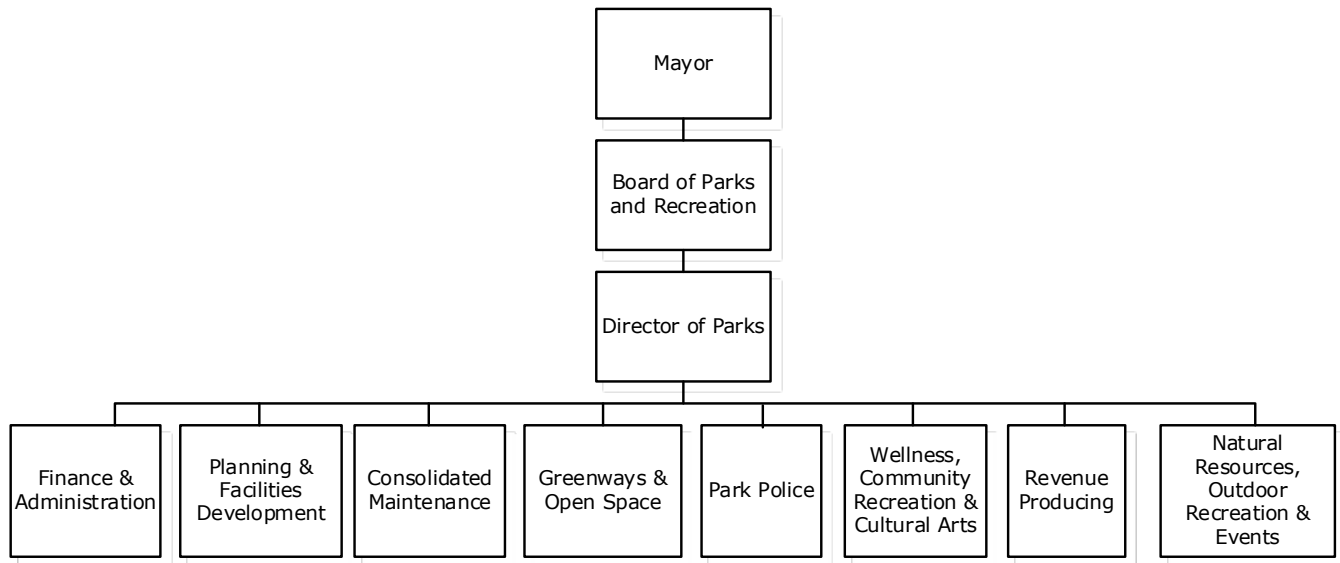 Mayor
Board of Parks
and Recreation
Director of Parks
Finance &
Administration
Planning &
Facilities
Development
Consolidated
Maintenance
Greenways &
Open Space
Park Police
Wellness,
Community
Recreation &
Cultural Arts
Revenue
Producing
Natural
Resources,
Outdoor
Recreation &
Events